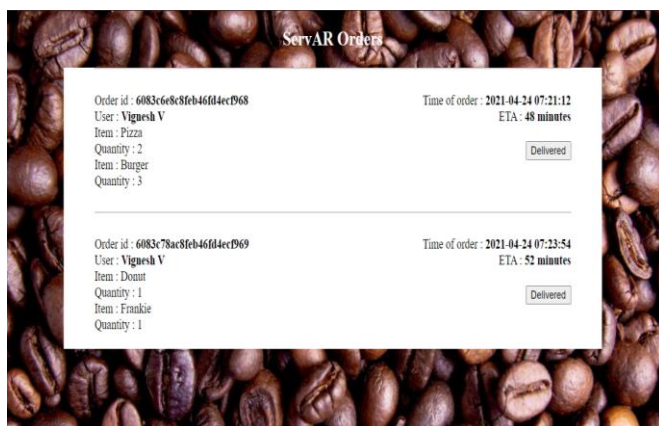 ServAR Orders
Order id : 6083c6e8c8feb46fd4ecf968
Time of order : 2021-04-24 07:21:12
User : Vignesh V
ETA : 48 minutes
Item : Pizza
Quantity : 2
Delivered
Item : Burger
Quantity : 3
Order id : 6083c78ac8feb46fd4ecf969
Time of order : 2021-04-24 07:23:54
User : Vignesh V
ETA : 52 minutes
Item : Donut
Quantity : 1
Delivered
Item : Frankie
Quantity : 1